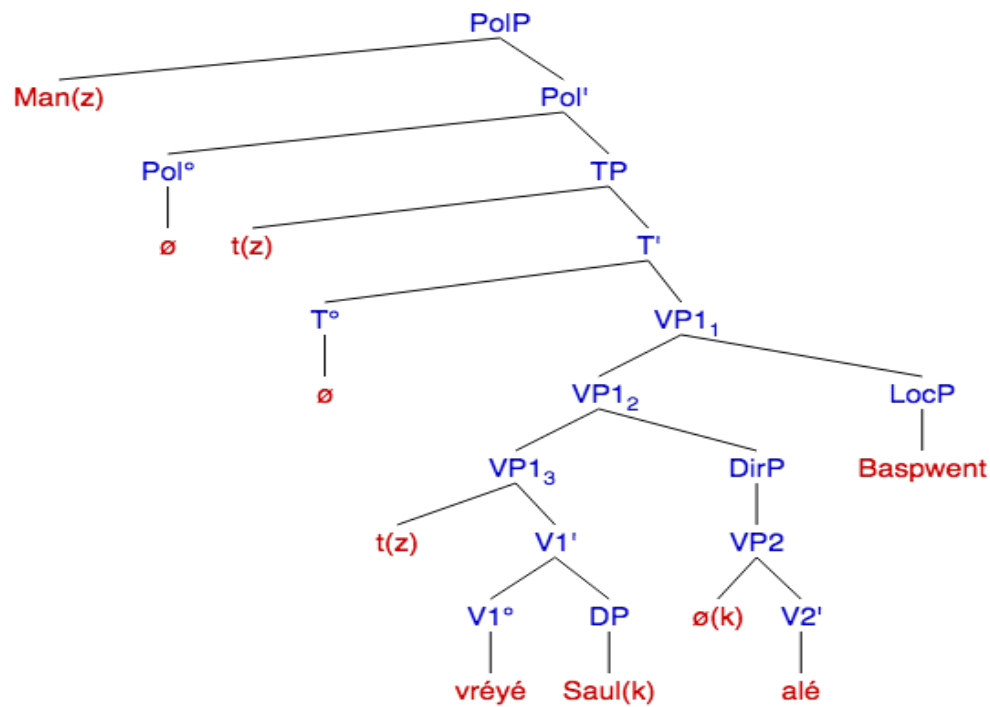 PolP
Man(z) Pol'
Pol° TP
ø t(z) T'
T° VP1₁
ø VP1₂ LocP
VP1₃ DirP Baspwent
t(z) V1' VP2
V1° DP ø(k) V2'
vréyé Saul(k) alé